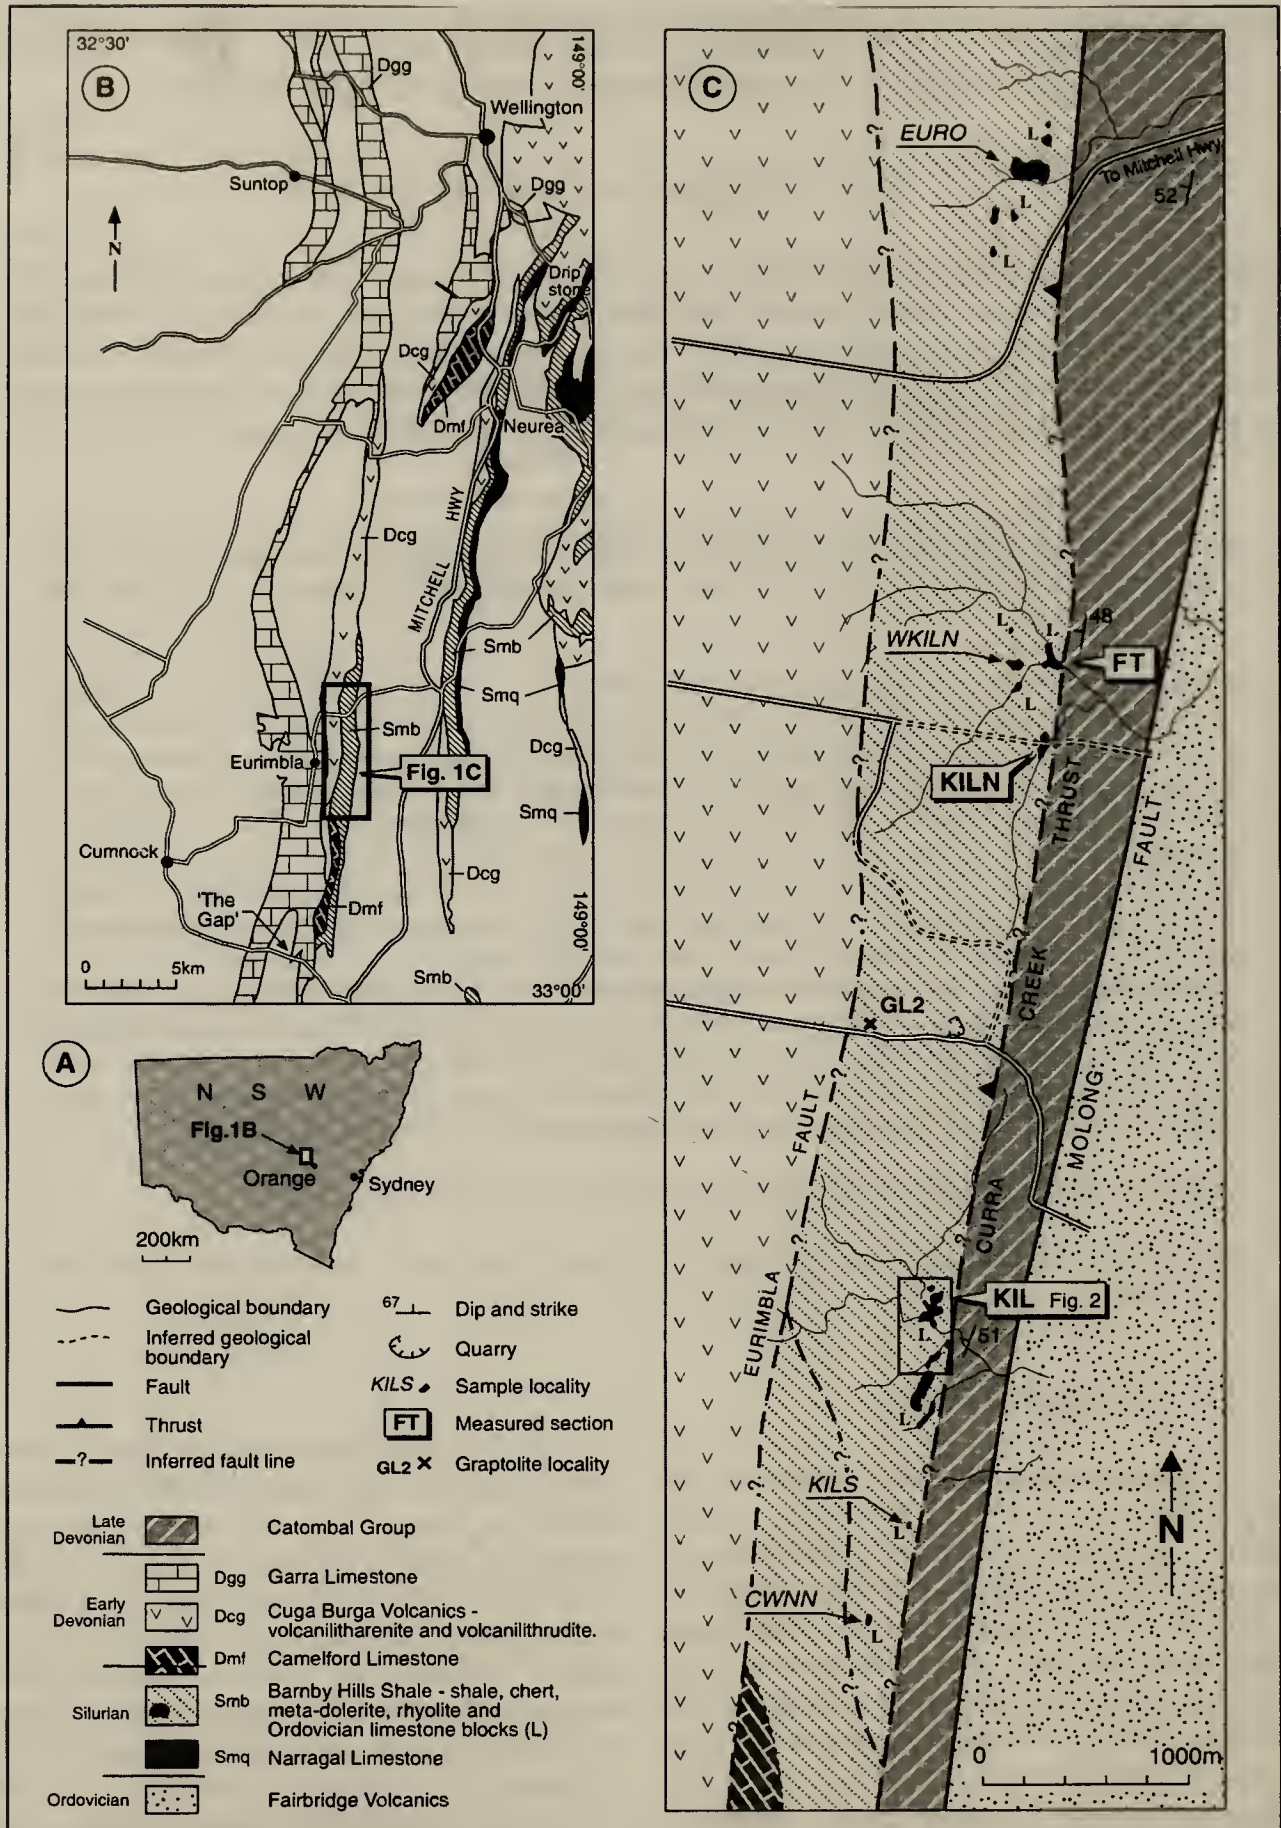 B
32°30'
149°00'
Dgg
Wellington
Suntop
Dgg
N
Drip
stone
Dcg
Dmf
Neurea
MITCHELL HWY
Dcg
Smb
Smq
Smb
Dcg
Eurimbla
Fig. 1C
Smq
Cumnock
Dcg
'The
Gap'
Dmf
149°00'
0 5km
Smb
33°00'
A
N S W
Fig.1B
Orange
Sydney
200km
Geological boundary
Inferred geological
boundary
Fault
Thrust
Inferred fault line
67 Dip and strike
Quarry
KILS Sample locality
FT Measured section
GL2 × Graptolite locality
Late
Devonian
Catombal Group
Early
Devonian
Dgg Garra Limestone
Dcg Cuga Burga Volcanics -
volcanilitharenite and volcanilithrudite.
Dmf Camelford Limestone
Silurian
Smb Barnby Hills Shale - shale, chert,
meta-dolerite, rhyolite and
Ordovician limestone blocks (L)
Smq Narragal Limestone
Ordovician Fairbridge Volcanics
C
EURO
L
To Mitchell Hwy
52
L
L
WKILN
L
L
48
FT
L
KILN
THRUST
FAULT
CREEK
GL2
MOLONG
FAULT
CURRA
EURIMBLA
KIL Fig. 2
L
51
L
KILS
L
N
CWNN
L
0 1000m